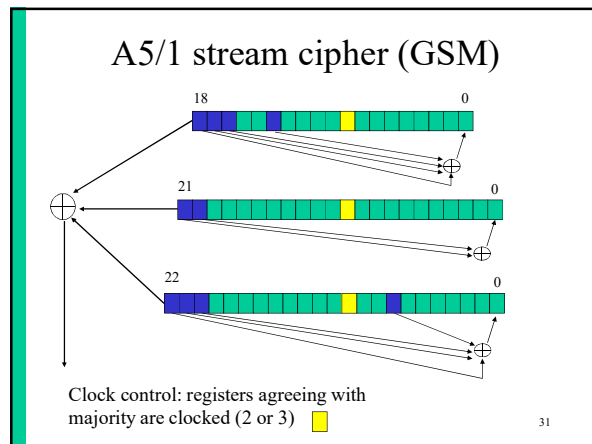 A5/1 stream cipher (GSM)
18 0
21 0
22 0
Clock control: registers agreeing with
majority are clocked (2 or 3)
31